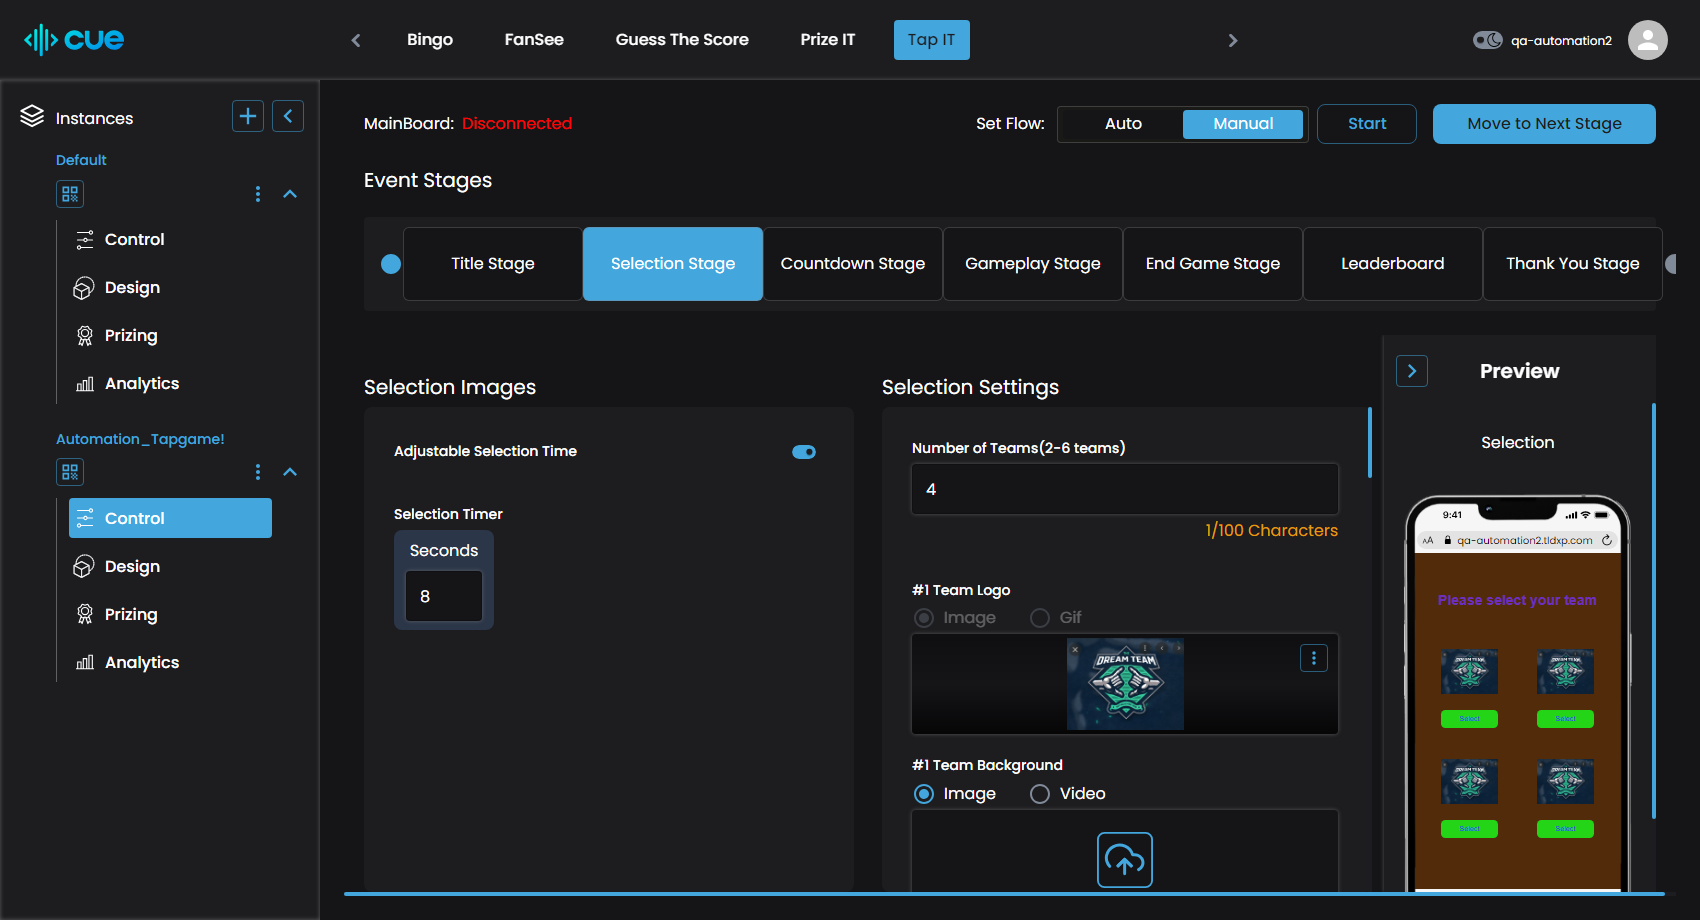 cue
Bingo
FanSee
Guess The Score
Prize IT
Tap IT
qa-automation2
Instances
Default
Control
Design
Prizing
Analytics
Automation_Tapgame!
Control
Design
Prizing
Analytics
MainBoard: Disconnected
Set Flow:
Auto
Manual
Start
Move to Next Stage
Event Stages
Title Stage
Selection Stage
Countdown Stage
Gameplay Stage
End Game Stage
Leaderboard
Thank You Stage
Selection Images
Adjustable Selection Time
Selection Timer
Seconds
8
Selection Settings
Number of Teams(2-6 teams)
4
1/100 Characters
#1 Team Logo
Image
Gif
DREAM TEAM
#1 Team Background
Image
Video
Preview
Selection
9:41
AA
qa-automation2.tldxp.com
Please select your team
DREAM TEAM
DREAM TEAM
Select
Select
DREAM TEAM
DREAM TEAM
Select
Select